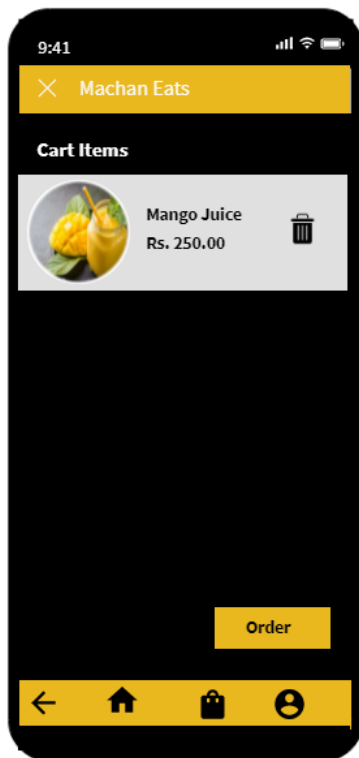 9:41
Machan Eats
Cart Items
Mango Juice
Rs. 250.00
Order